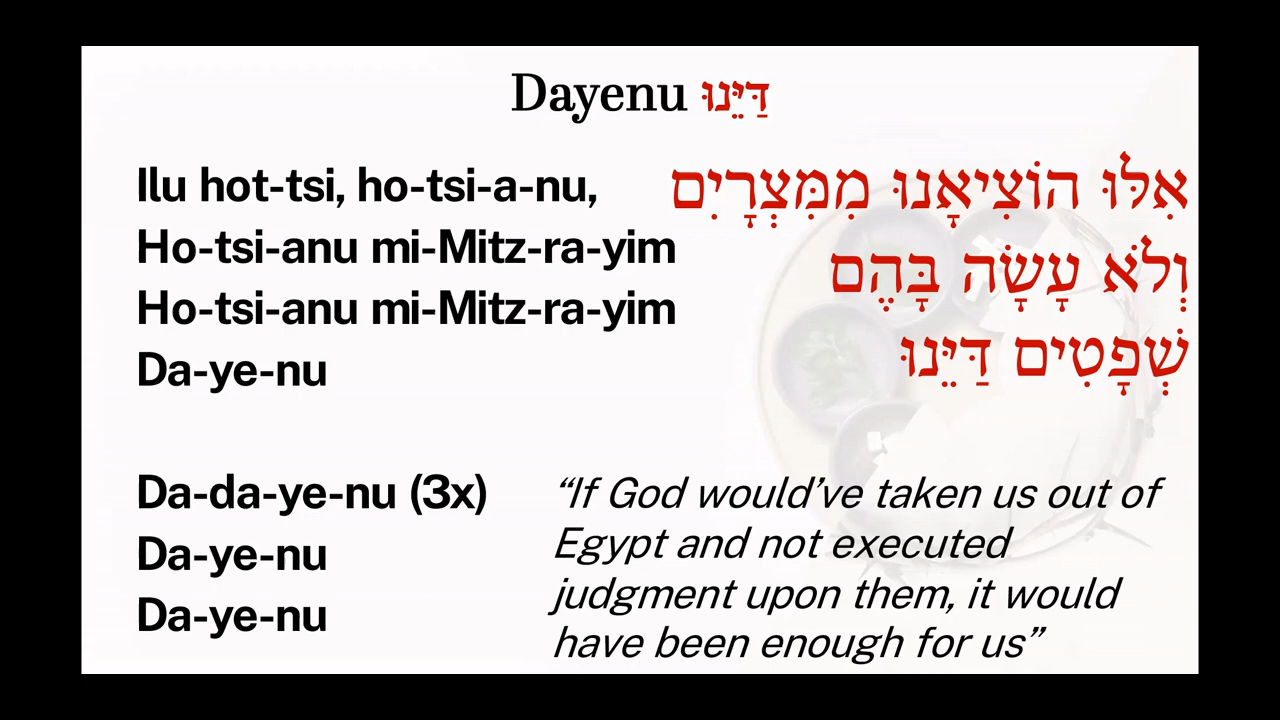 Dayenu דַּיֵּנוּ
Ilu hot-tsi, ho-tsi-a-nu,
Ho-tsi-anu mi-Mitz-ra-yim
Ho-tsi-anu mi-Mitz-ra-yim
Da-ye-nu
Da-da-ye-nu (3x)
Da-ye-nu
Da-ye-nu
אִלּוּ הוֹצִיאָנוּ מִמִּצְרָיִם
וְלֹא עָשָׂה בָּהֶם
שְׁפָטִים דַּיֵּנוּ
“If God would’ve taken us out of
Egypt and not executed
judgment upon them, it would
have been enough for us”